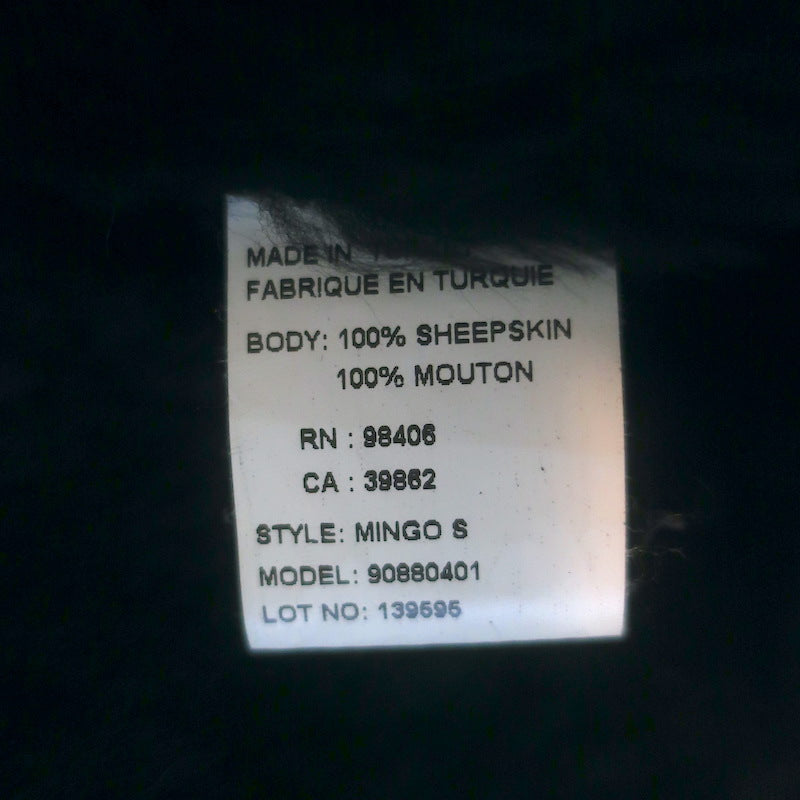 MADE IN
FABRIQUE EN TURQUIE
BODY: 100% SHEEPSKIN
100% MOUTON
RN : 98406
CA : 39862
STYLE: MINGO S
MODEL: 90880401
LOT NO: 139595